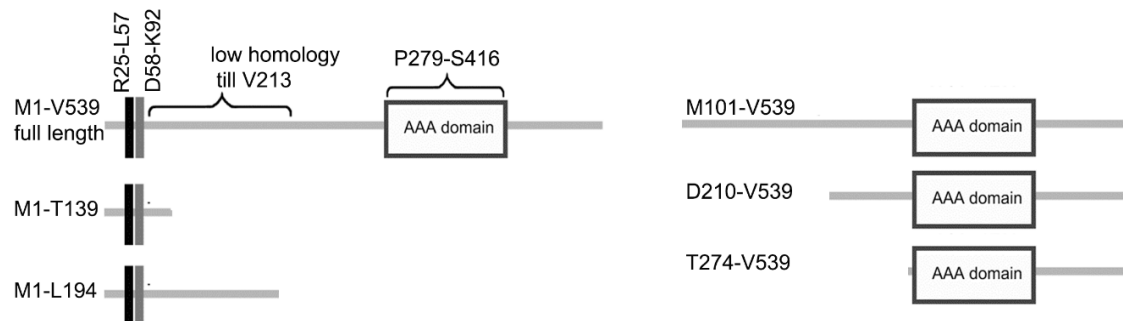 R25-L57
D58-K92
low homology
till V213
P279-S416
M1-V539
full length
AAA domain
M1-T139
M1-L194
M101-V539
AAA domain
D210-V539
AAA domain
T274-V539
AAA domain